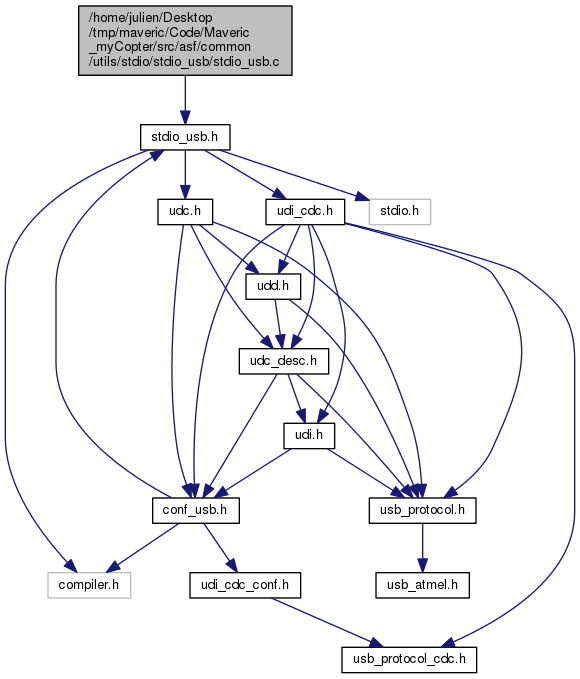 /home/julien/Desktop
/tmp/maveric/Code/Maveric
_myCopter/src/asf/common
/utils/stdio/stdio_usb/stdio_usb.c
stdio_usb.h
udc.h
udi_cdc.h
stdio.h
udd.h
udc_desc.h
udi.h
conf_usb.h
usb_protocol.h
compiler.h
udi_cdc_conf.h
usb_atmel.h
usb_protocol_cdc.h